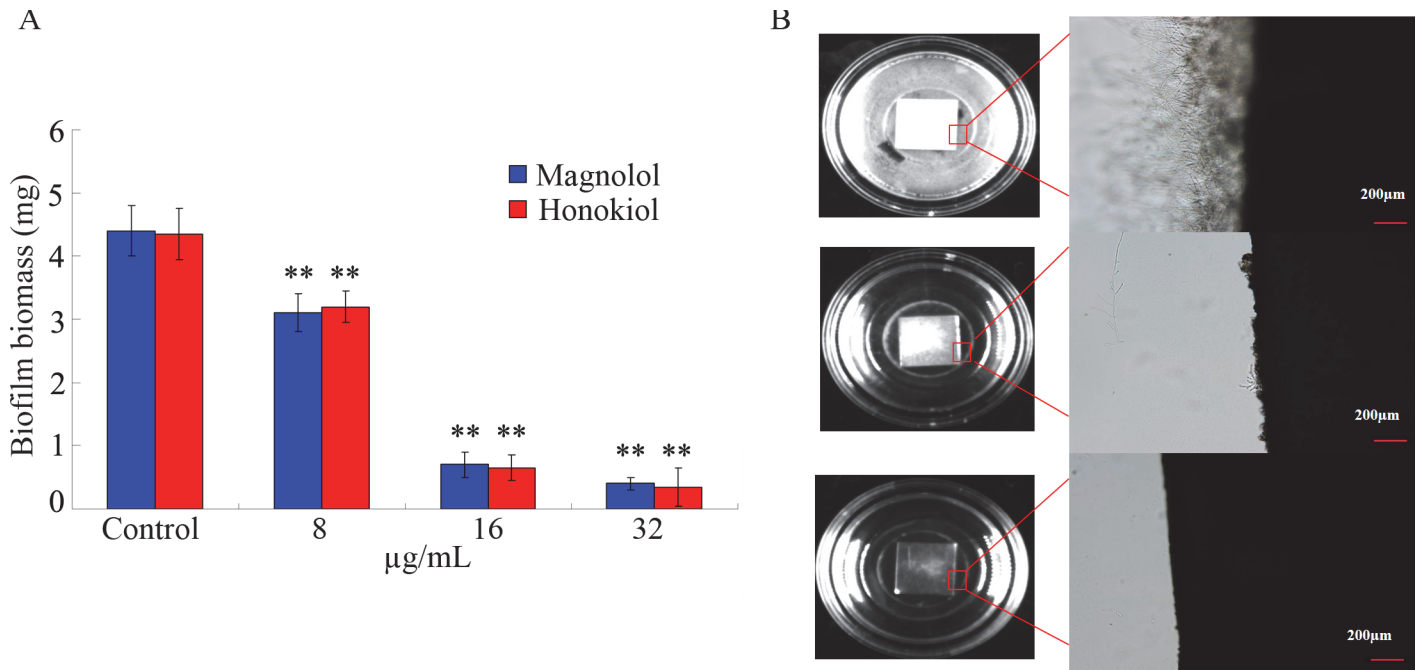 A
B
6
5
4
3
2
1
0
Biofilm biomass (mg)
Magnolol
Honokiol
** **
** **
** **
Control 8 16 32
µg/mL
200µm
200µm
200µm